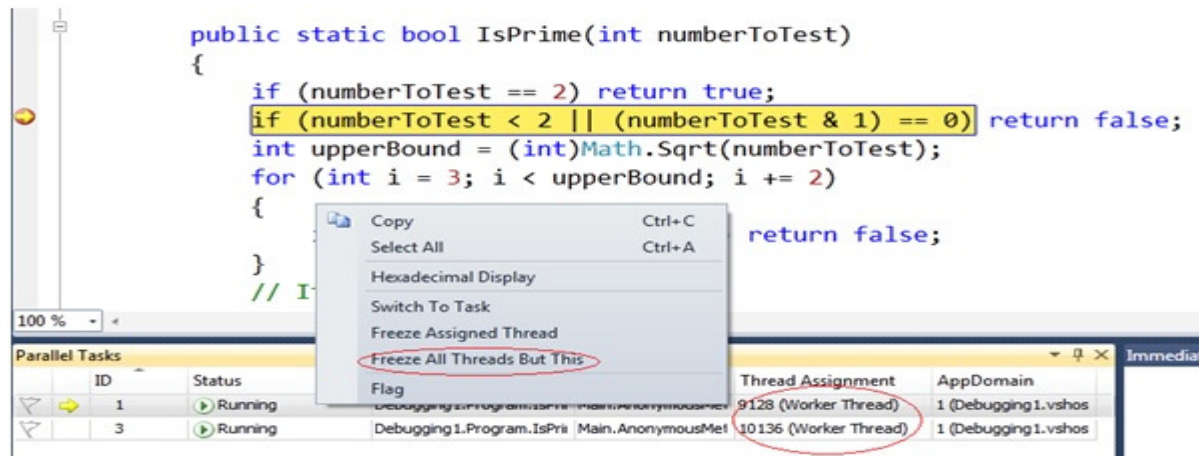 public static bool IsPrime(int numberToTest)
{
if (numberToTest == 2) return true;
if (numberToTest < 2 || (numberToTest & 1) == 0) return false;
int upperBound = (int)Math.Sqrt(numberToTest);
for (int i = 3; i < upperBound; i += 2)
{
return false;
}
// I
Copy Ctrl+C
Select All Ctrl+A
Hexadecimal Display
Switch To Task
Freeze Assigned Thread
Freeze All Threads But This
Flag
100 %
Parallel Tasks Immedia
ID Status Thread Assignment AppDomain
1 Running Debugging1.Program.IsPri Main.AnonymousMet 9128 (Worker Thread) 1 (Debugging1.vshos
3 Running Debugging1.Program.IsPri Main.AnonymousMet 10136 (Worker Thread) 1 (Debugging1.vshos